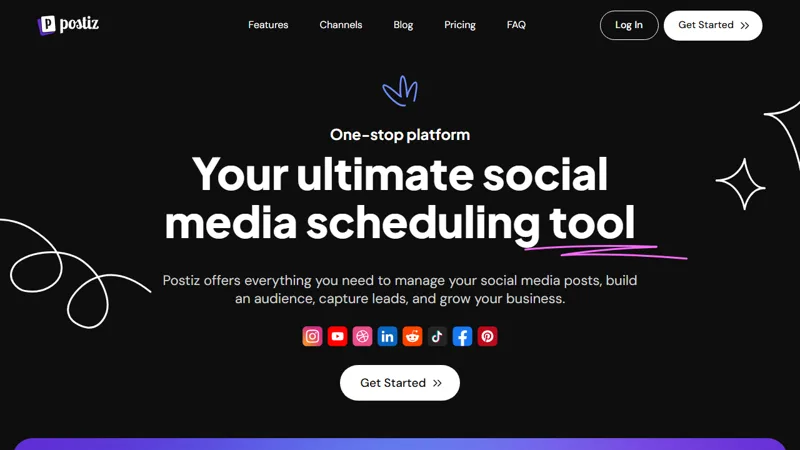 P postiz
Features Channels Blog Pricing FAQ
Log In
Get Started
One-stop platform
Your ultimate social
media scheduling tool
Postiz offers everything you need to manage your social media posts, build
an audience, capture leads, and grow your business.
Get Started